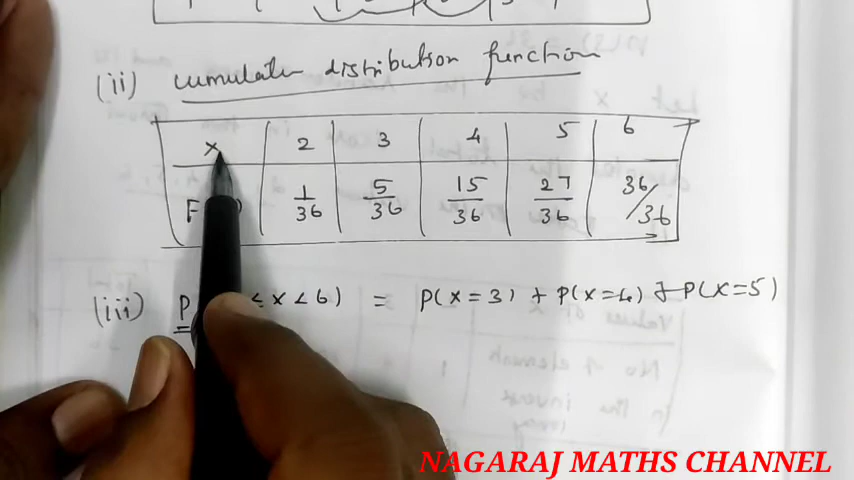 (ii) cumulative distribution function
x 2 3 4 5 6
F 1/36 5/36 15/36 27/36 36/36
(iii) P < x < 6) = P(x=3) + P(x=4) + P(x=5)
NAGARAJ MATHS CHANNEL